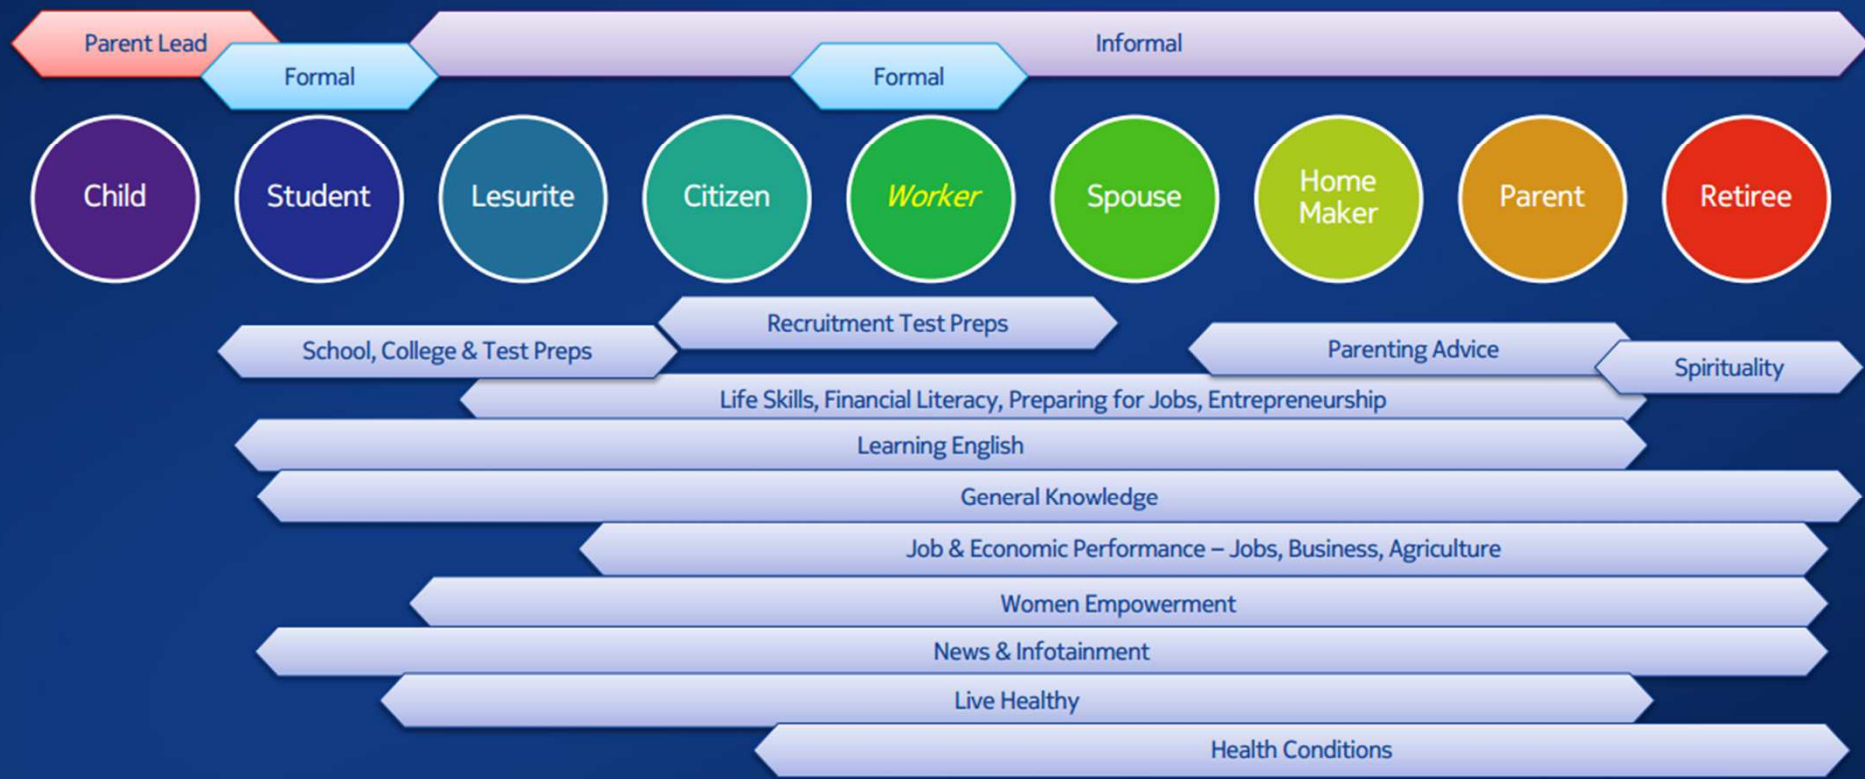 Parent Lead
Informal
Formal
Formal
Child
Student
Lesurite
Citizen
Worker
Spouse
Home
Maker
Parent
Retiree
Recruitment Test Preps
School, College & Test Preps
Parenting Advice
Spirituality
Life Skills, Financial Literacy, Preparing for Jobs, Entrepreneurship
Learning English
General Knowledge
Job & Economic Performance – Jobs, Business, Agriculture
Women Empowerment
News & Infotainment
Live Healthy
Health Conditions